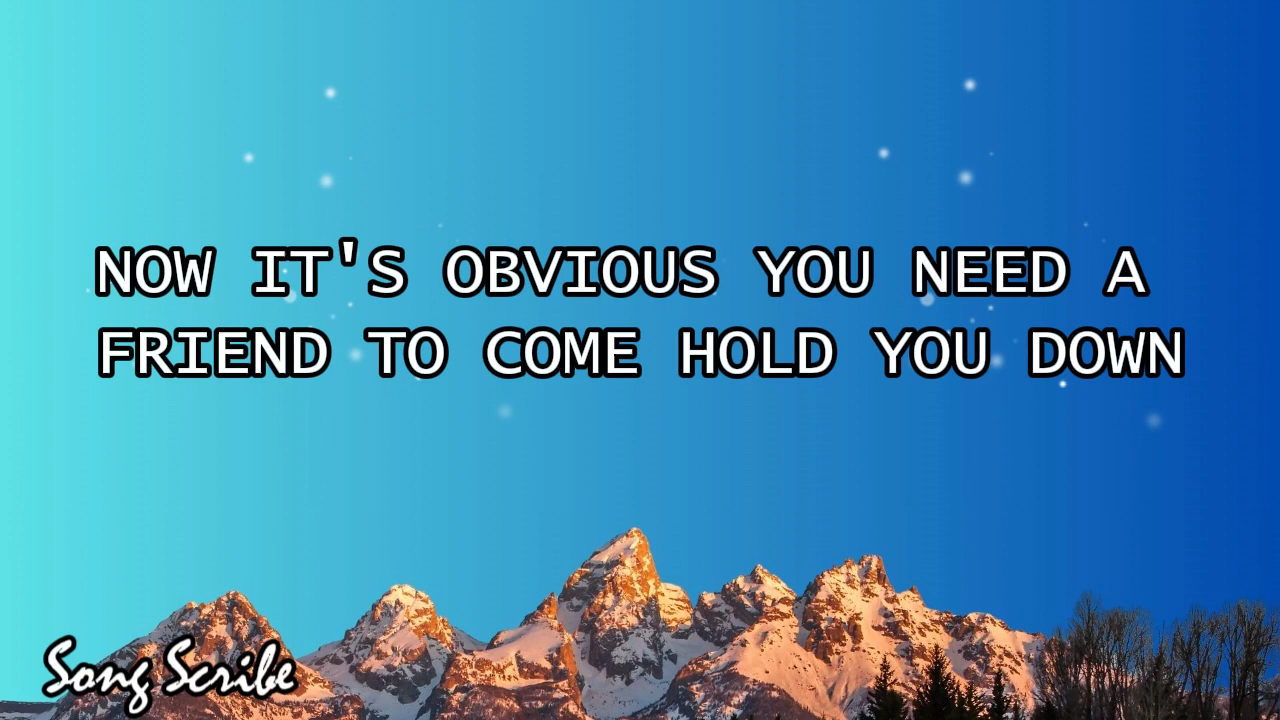 NOW IT'S OBVIOUS YOU NEED A
FRIEND TO COME HOLD YOU DOWN
Song Scribe